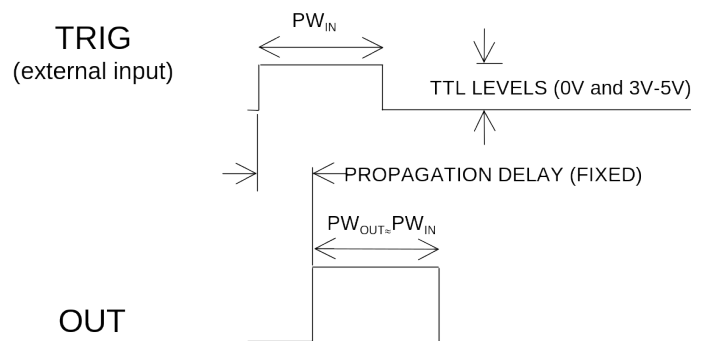 PW_IN
TRIG
(external input)
TTL LEVELS (0V and 3V-5V)
PROPAGATION DELAY (FIXED)
PW_OUT≈PW_IN
OUT